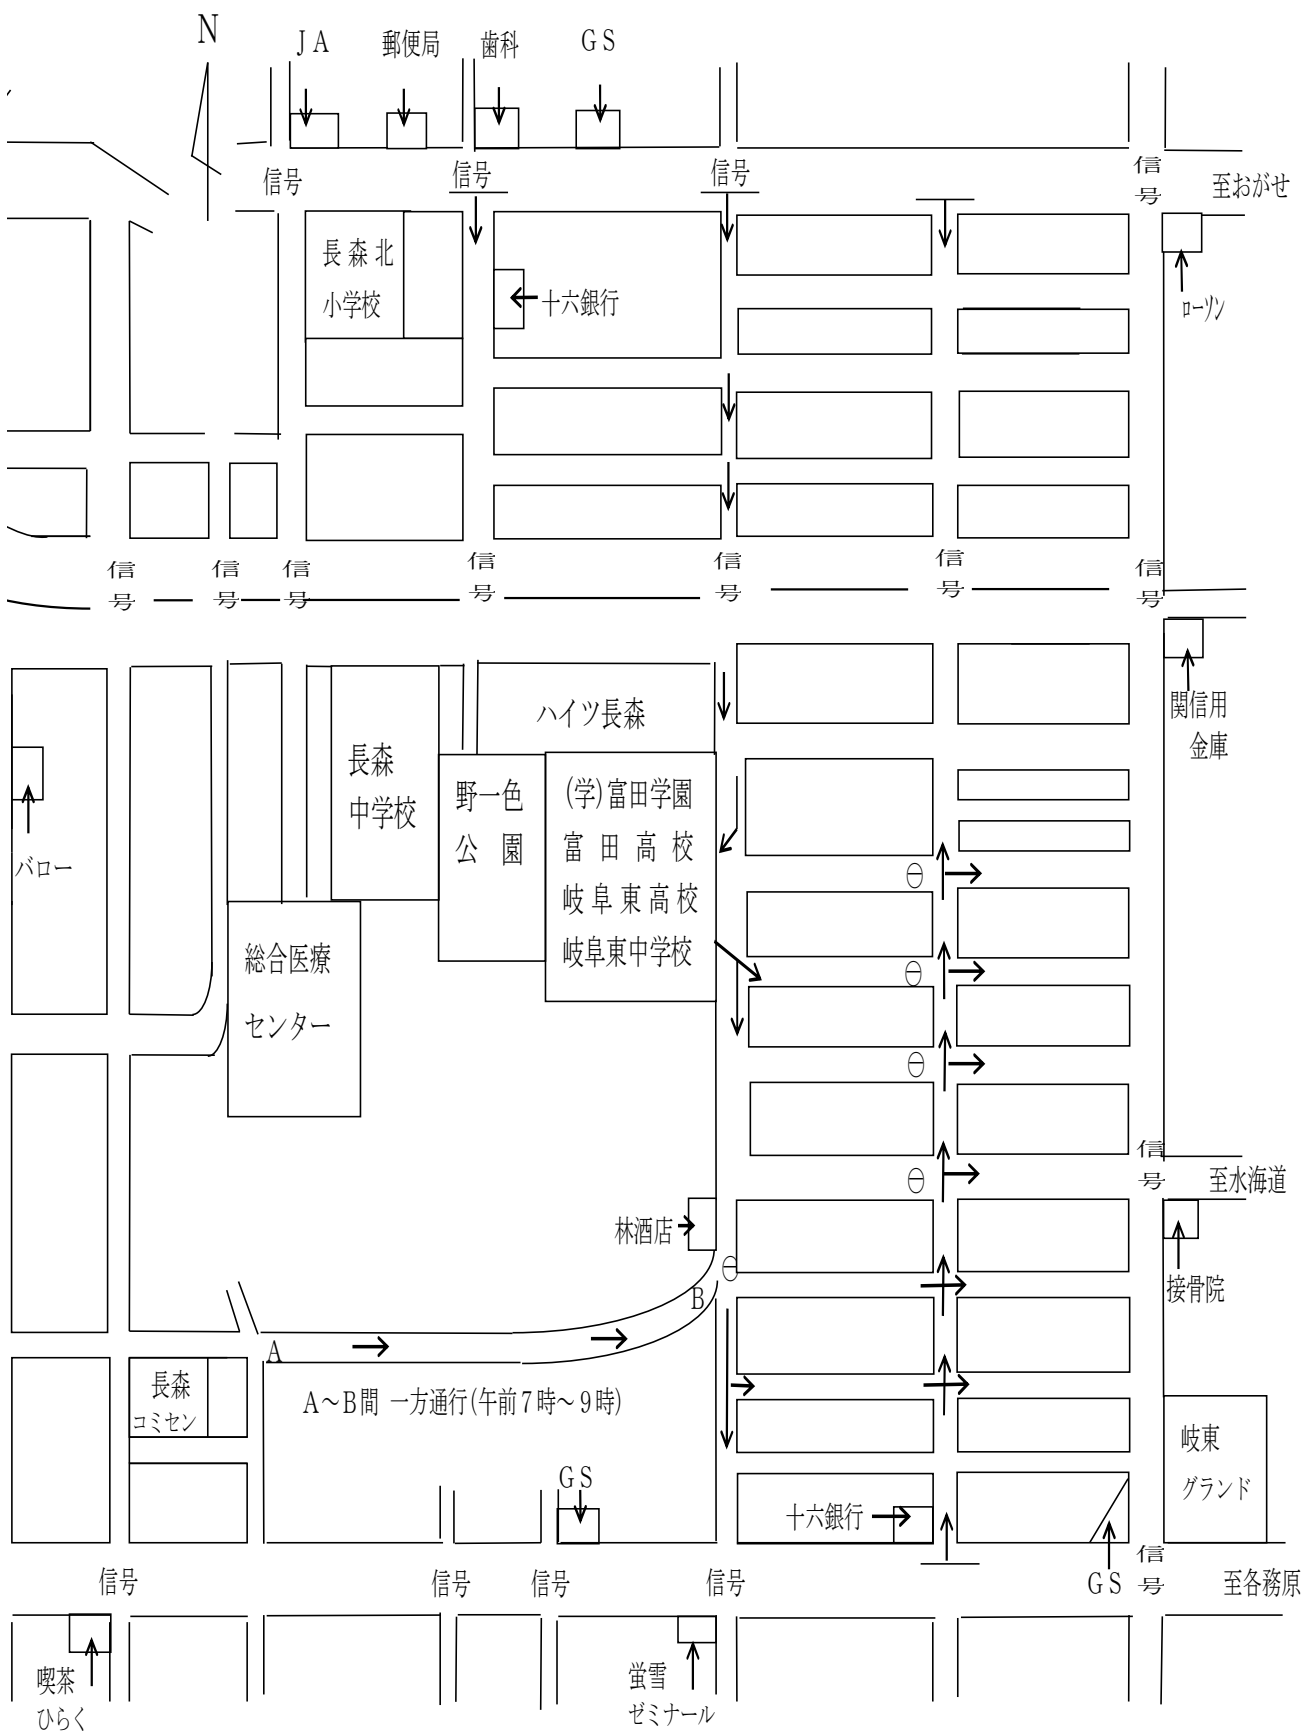 N
JA
郵便局
歯科
GS
信号
信号
信号
信号
至おがせ
長森北
小学校
十六銀行
ローソン
信号
信号
信号
信号
信号
信号
信号
関信用
金庫
ハイツ長森
長森
中学校
野一色
公園
(学)富田学園
富田高校
岐阜東高校
岐阜東中学校
バロー
⊖
総合医療
センター
⊖
⊖
信号
至水海道
⊖
林酒店
⊖
接骨院
B
A
A～B間 一方通行(午前7時～9時)
長森
コミセン
岐東
グランド
GS
十六銀行
信号
信号
信号
信号
GS
信号
至各務原
喫茶
ひらく
蛍雪
ゼミナール